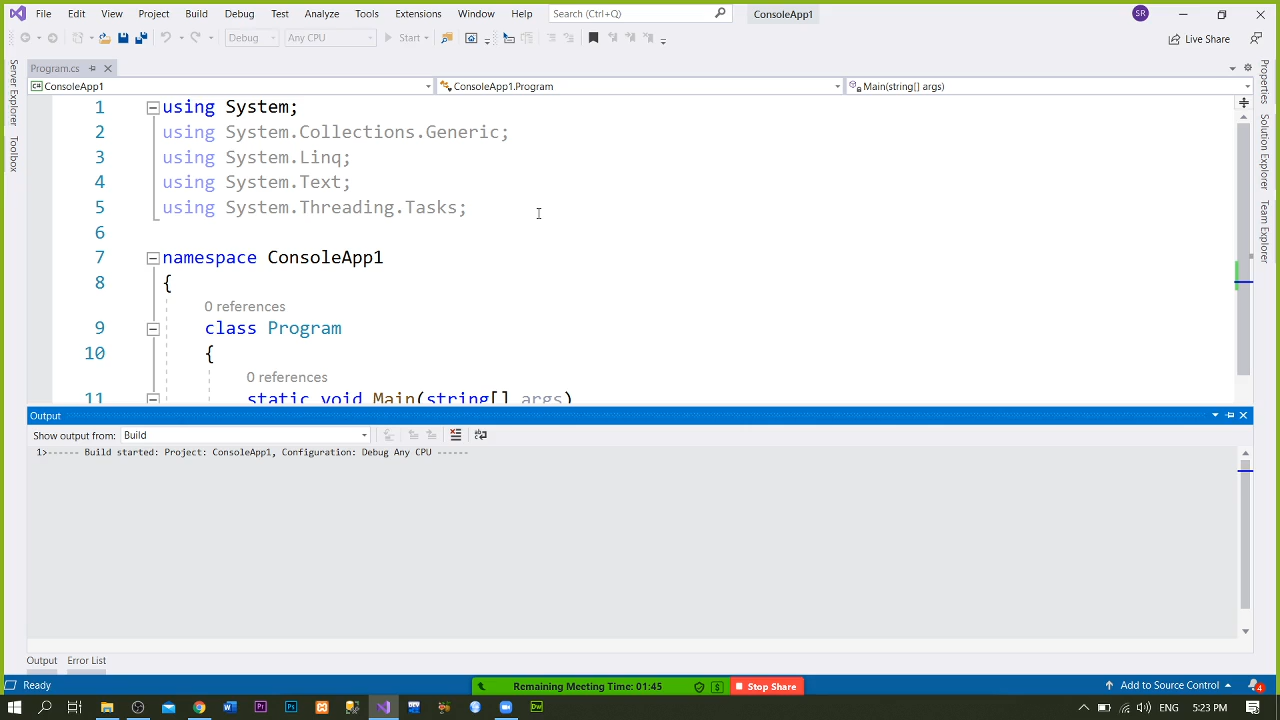 File Edit View Project Build Debug Test Analyze Tools Extensions Window Help Search (Ctrl+Q) ConsoleApp1 SR
Debug Any CPU Start Live Share
Program.cs
ConsoleApp1 ConsoleApp1.Program Main(string[] args)
Server Explorer
Toolbox
Properties
Solution Explorer
Team Explorer
1 using System;
2 using System.Collections.Generic;
3 using System.Linq;
4 using System.Text;
5 using System.Threading.Tasks;
6
7 namespace ConsoleApp1
8 {
0 references
9 class Program
10 {
0 references
11 static void Main(string[] args)
Output
Show output from: Build
1>------ Build started: Project: ConsoleApp1, Configuration: Debug Any CPU ------
Output Error List
Ready Remaining Meeting Time: 01:45 Stop Share Add to Source Control 4
ENG 5:23 PM